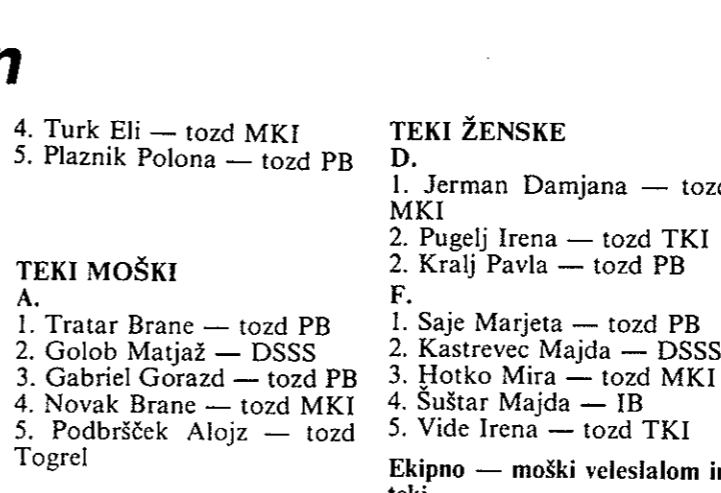 n
4. Turk Eli — tozd MKI
5. Plaznik Polona — tozd PB
TEKI MOŠKI
A.
1. Tratar Brane — tozd PB
2. Golob Matjaž — DSSS
3. Gabriel Gorazd — tozd PB
4. Novak Brane — tozd MKI
5. Podbršček Alojz — tozd
Togrel
TEKI ŽENSKE
D.
1. Jerman Damjana — tozd
MKI
2. Pugelj Irena — tozd TKI
2. Kralj Pavla — tozd PB
F.
1. Saje Marjeta — tozd PB
2. Kastrevec Majda — DSSS
3. Hotko Mira — tozd MKI
4. Šuštar Majda — IB
5. Vide Irena — tozd TKI
Ekipno — moški veleslalom in
teki